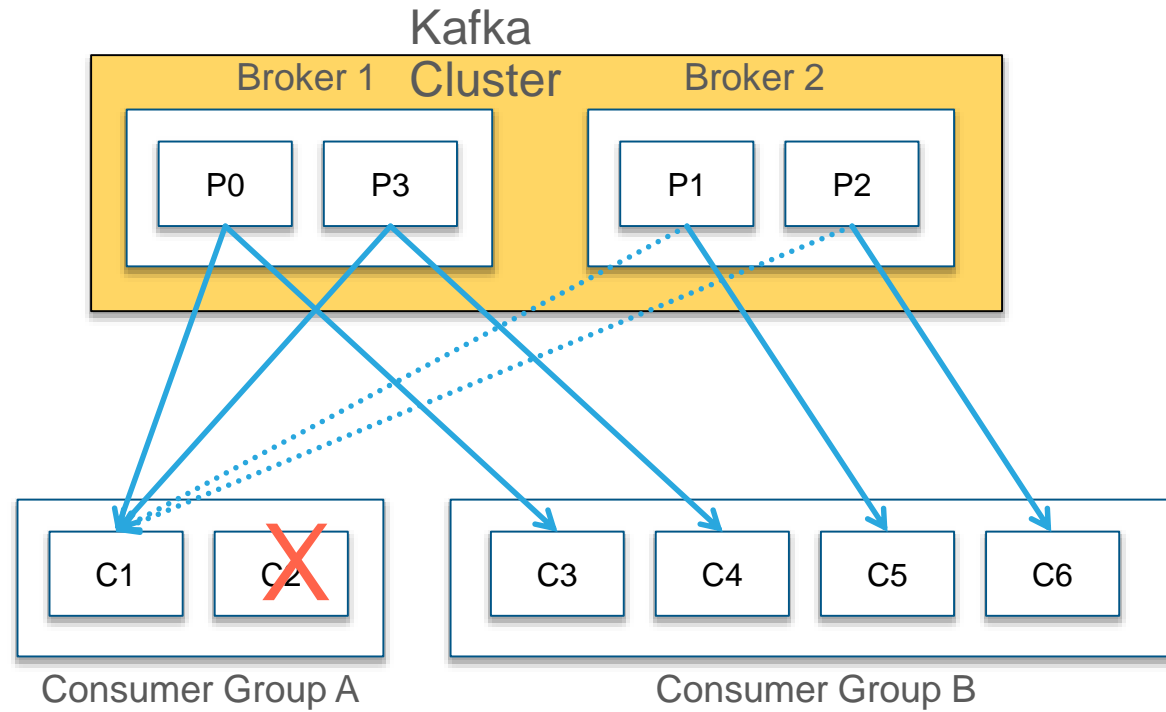 Kafka
Cluster
Broker 1
Broker 2
P0
P3
P1
P2
C1
C2
X
C3
C4
C5
C6
Consumer Group A
Consumer Group B